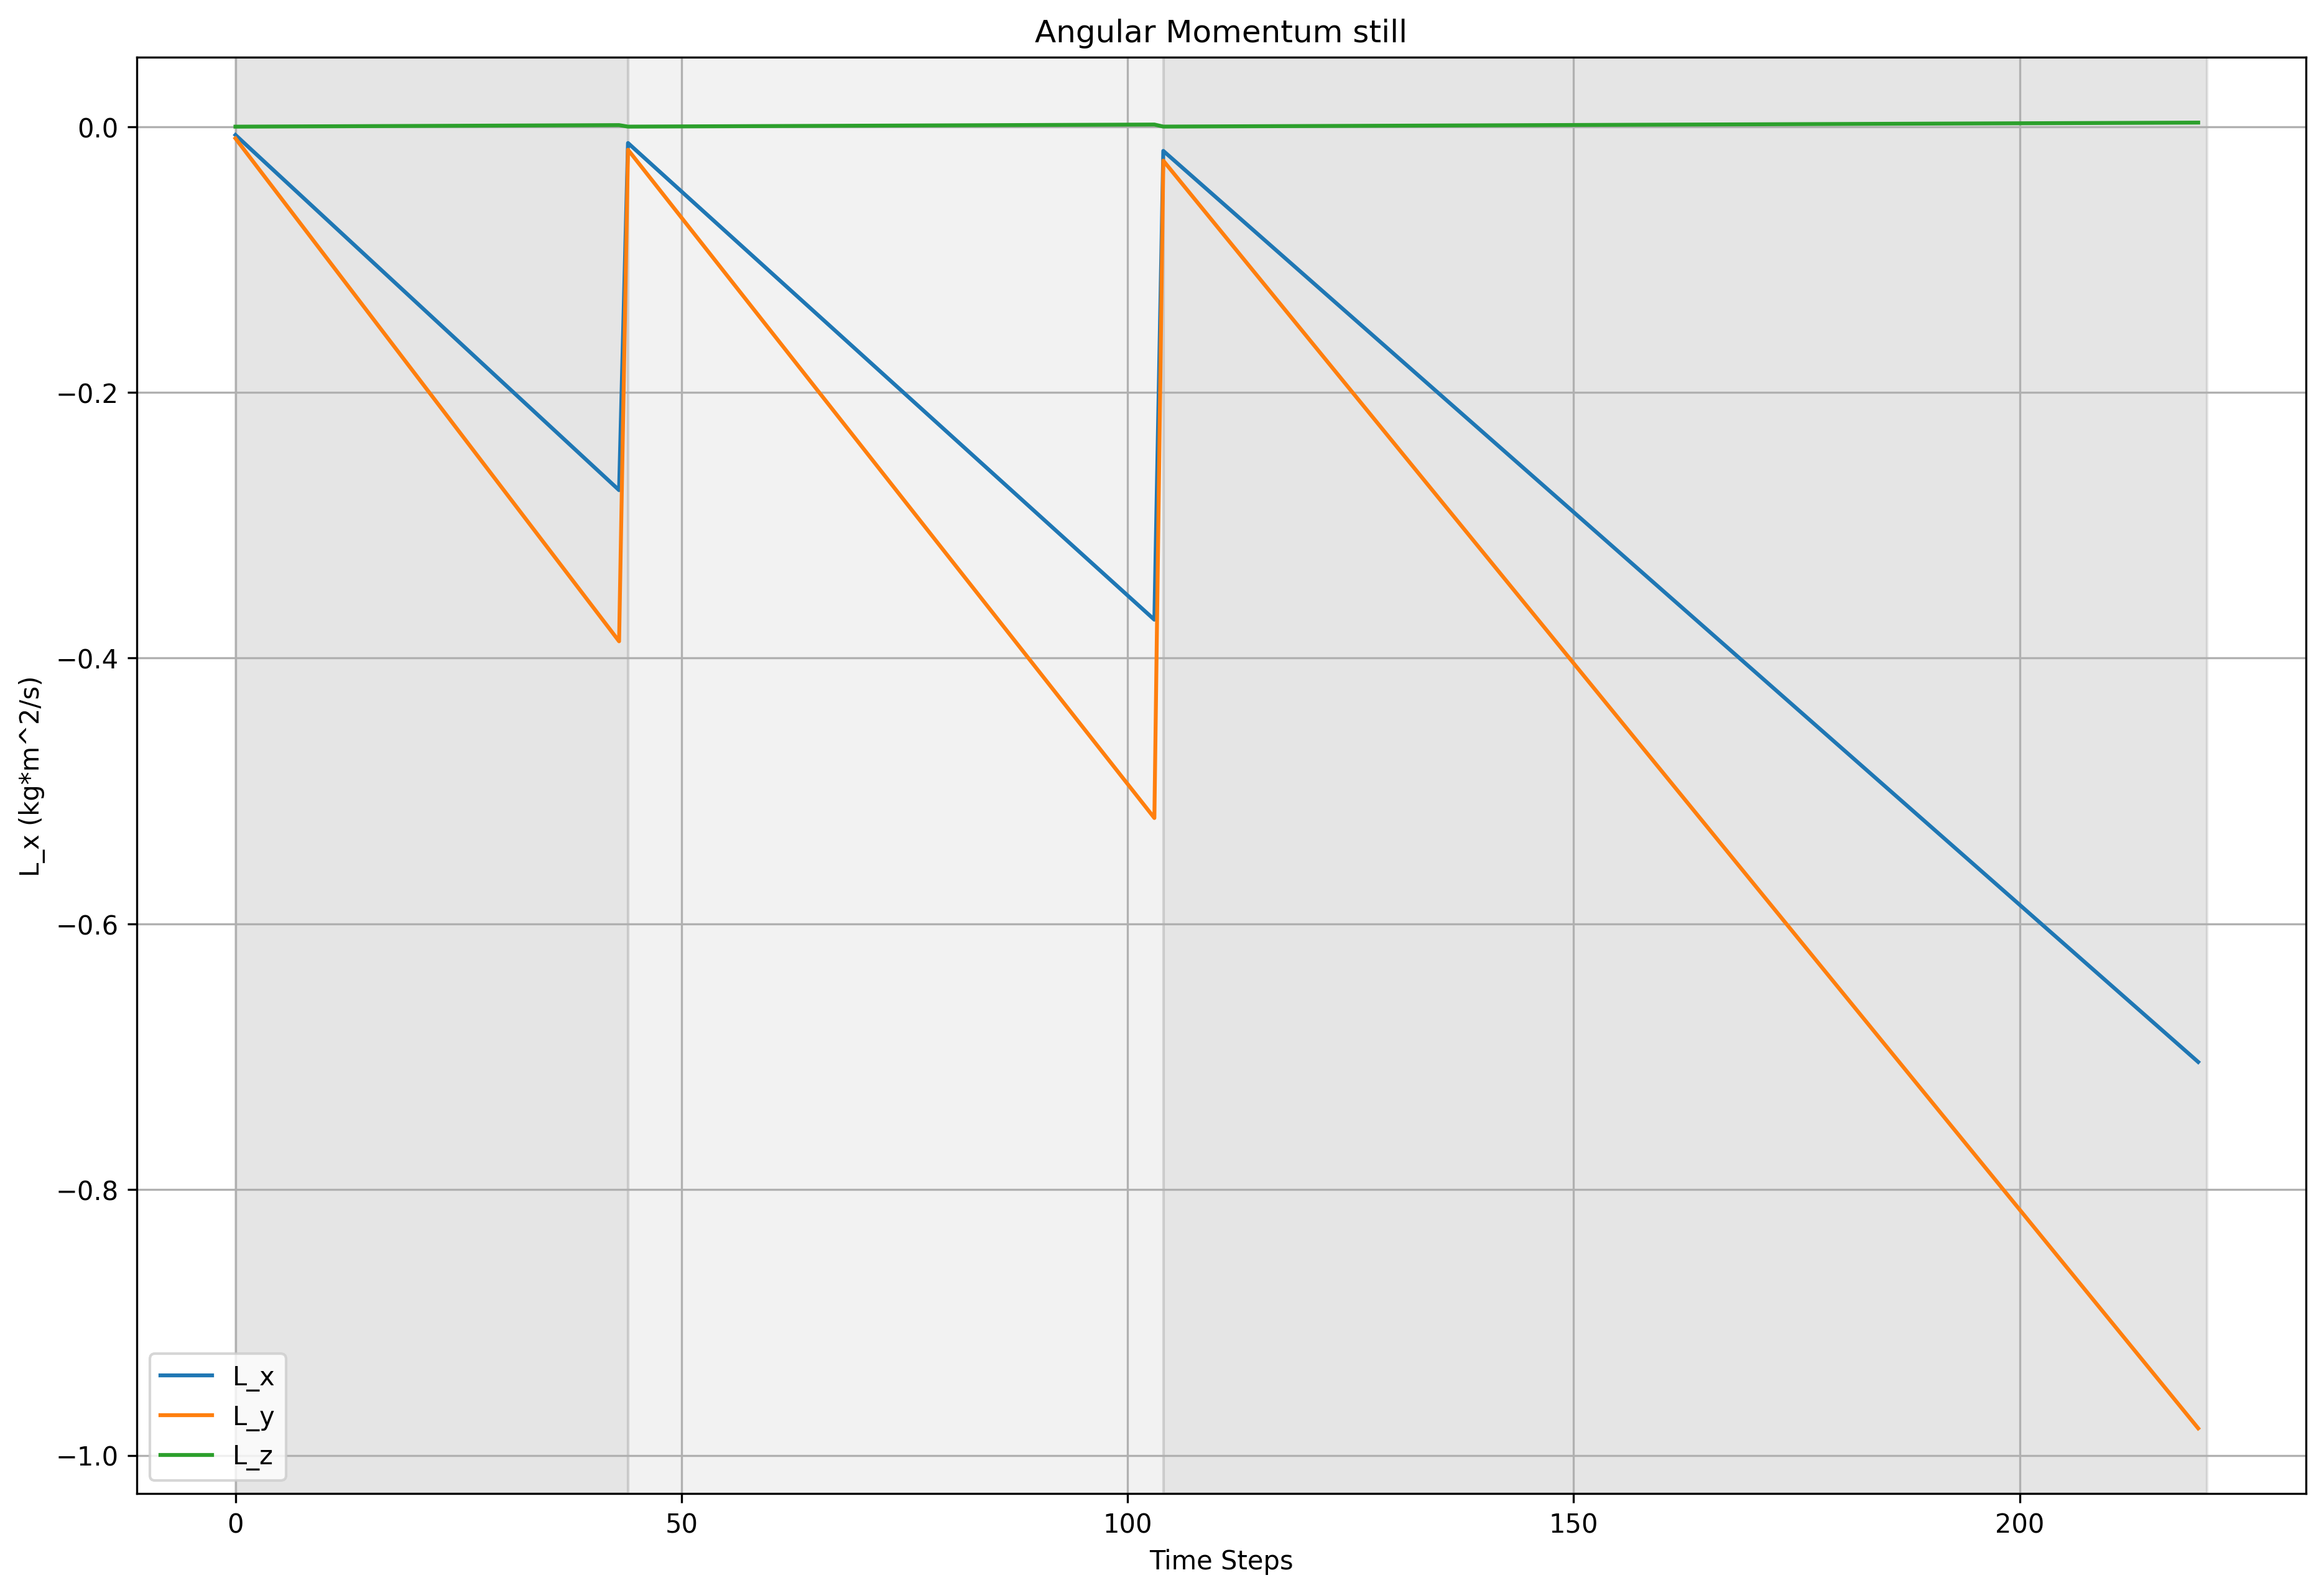 Angular Momentum still
0.0
−0.2
−0.4
−0.6
−0.8
−1.0
L_x (kg*m^2/s)
L_x
L_y
L_z
0 50 100 150 200
Time Steps